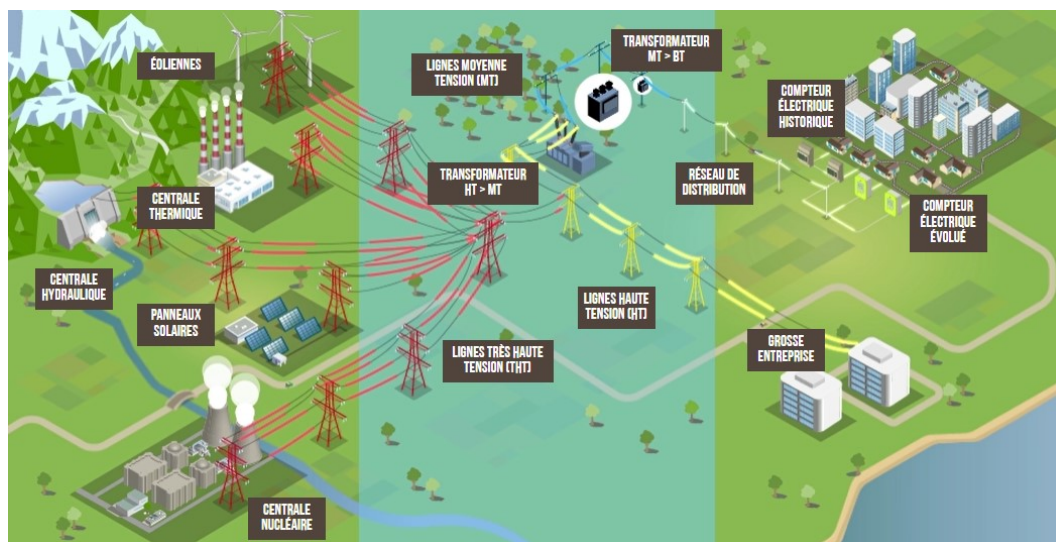 ÉOLIENNES
LIGNES MOYENNE
TENSION (MT)
TRANSFORMATEUR
MT > BT
COMPTEUR
ÉLECTRIQUE
HISTORIQUE
CENTRALE
THERMIQUE
TRANSFORMATEUR
HT > MT
RÉSEAU DE
DISTRIBUTION
COMPTEUR
ÉLECTRIQUE
ÉVOLUÉ
CENTRALE
HYDRAULIQUE
PANNEAUX
SOLAIRES
LIGNES HAUTE
TENSION (HT)
LIGNES TRÈS HAUTE
TENSION (THT)
GROSSE
ENTREPRISE
CENTRALE
NUCLÉAIRE